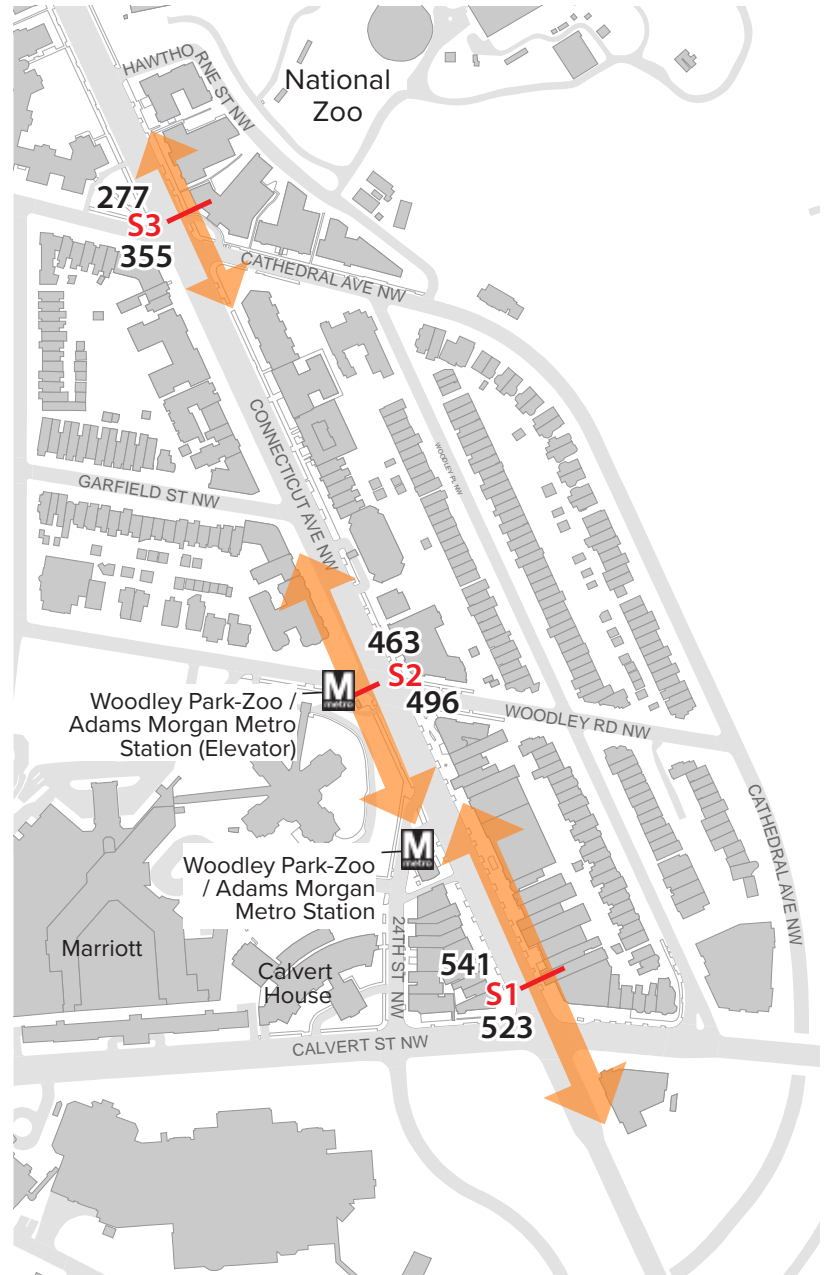 HAWTHORNE ST NW
National
Zoo
277
S3
355
CATHEDRAL AVE NW
CONNECTICUT AVE NW
WOODLEY PL NW
GARFIELD ST NW
463
S2
496
M
metro
Woodley Park-Zoo /
Adams Morgan Metro
Station (Elevator)
WOODLEY RD NW
CATHEDRAL AVE NW
M
metro
Woodley Park-Zoo
/ Adams Morgan
Metro Station
24TH ST NW
Marriott
Calvert
House
541
S1
523
CALVERT ST NW